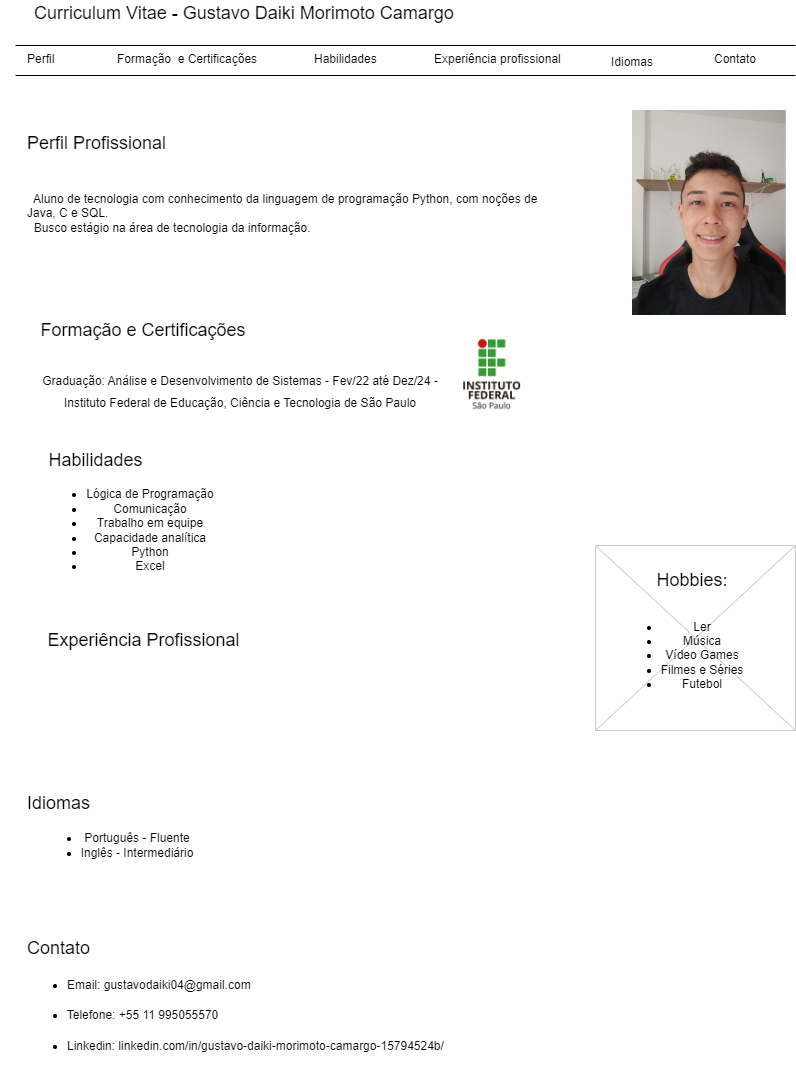 Curriculum Vitae - Gustavo Daiki Morimoto Camargo
Perfil
Formação e Certificações
Habilidades
Experiência profissional
Idiomas
Contato
Perfil Profissional
Aluno de tecnologia com conhecimento da linguagem de programação Python, com noções de
Java, C e SQL.
Busco estágio na área de tecnologia da informação.
Formação e Certificações
Graduação: Análise e Desenvolvimento de Sistemas - Fev/22 até Dez/24 -
Instituto Federal de Educação, Ciência e Tecnologia de São Paulo
INSTITUTO
FEDERAL
São Paulo
Habilidades
Lógica de Programação
Comunicação
Trabalho em equipe
Capacidade analítica
Python
Excel
Hobbies:
Ler
Música
Vídeo Games
Filmes e Séries
Futebol
Experiência Profissional
Idiomas
Português - Fluente
Inglês - Intermediário
Contato
Email: gustavodaiki04@gmail.com
Telefone: +55 11 995055570
Linkedin: linkedin.com/in/gustavo-daiki-morimoto-camargo-15794524b/